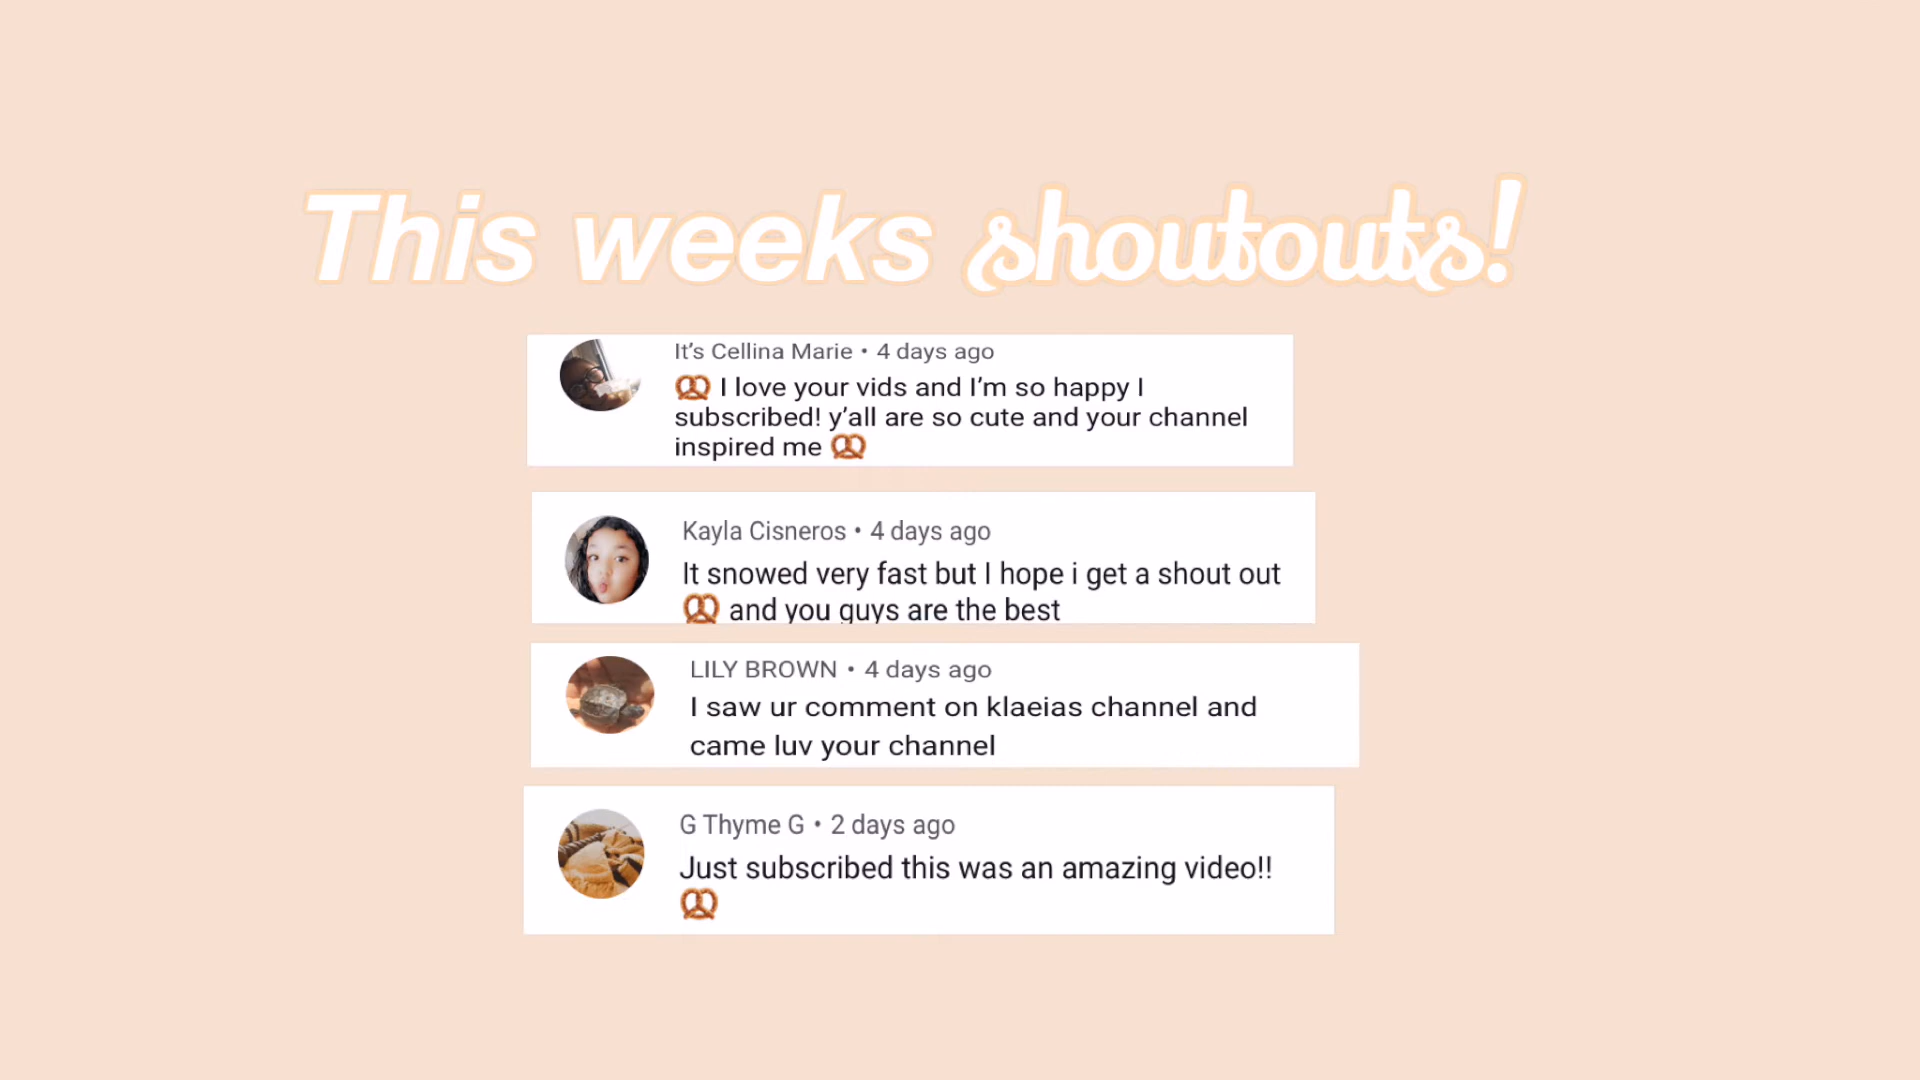 This weeks shoutouts!
It’s Cellina Marie • 4 days ago
🥨 I love your vids and I’m so happy I
subscribed! y’all are so cute and your channel
inspired me 🥨
Kayla Cisneros • 4 days ago
It snowed very fast but I hope i get a shout out
🥨 and you guys are the best
LILY BROWN • 4 days ago
I saw ur comment on klaeias channel and
came luv your channel
G Thyme G • 2 days ago
Just subscribed this was an amazing video!!
🥨